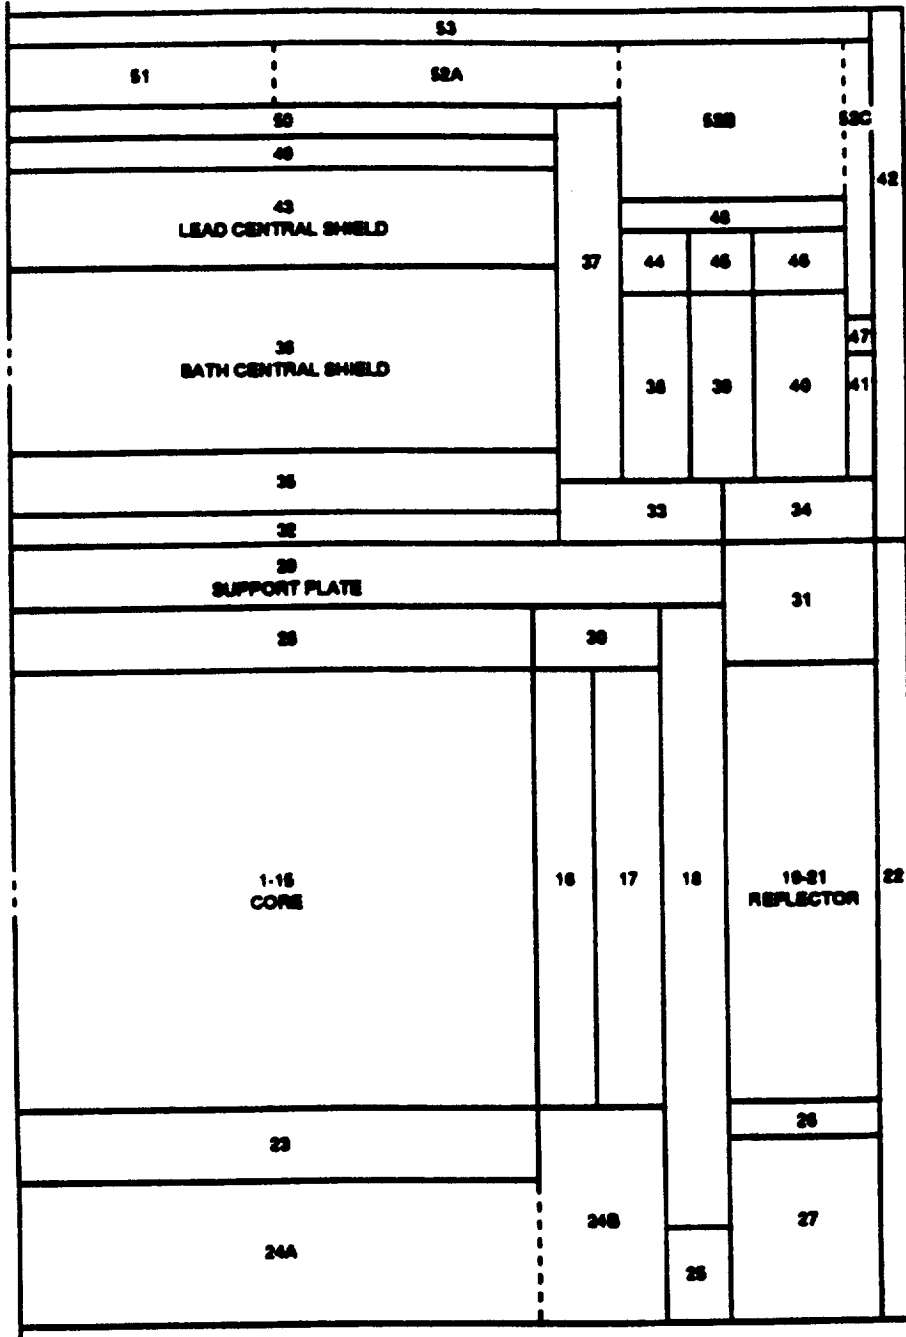 53
51 52A
50 52B 52C
49
42
43
LEAD CENTRAL SHIELD
48
37 44 45 46
36
BATH CENTRAL SHIELD
47
38 39 40 41
35
33 34
32
29
SUPPORT PLATE
31
28 30
1-15
CORE
16 17 18 19-21 22
REFLECTOR
26
23
24B 27
24A
25